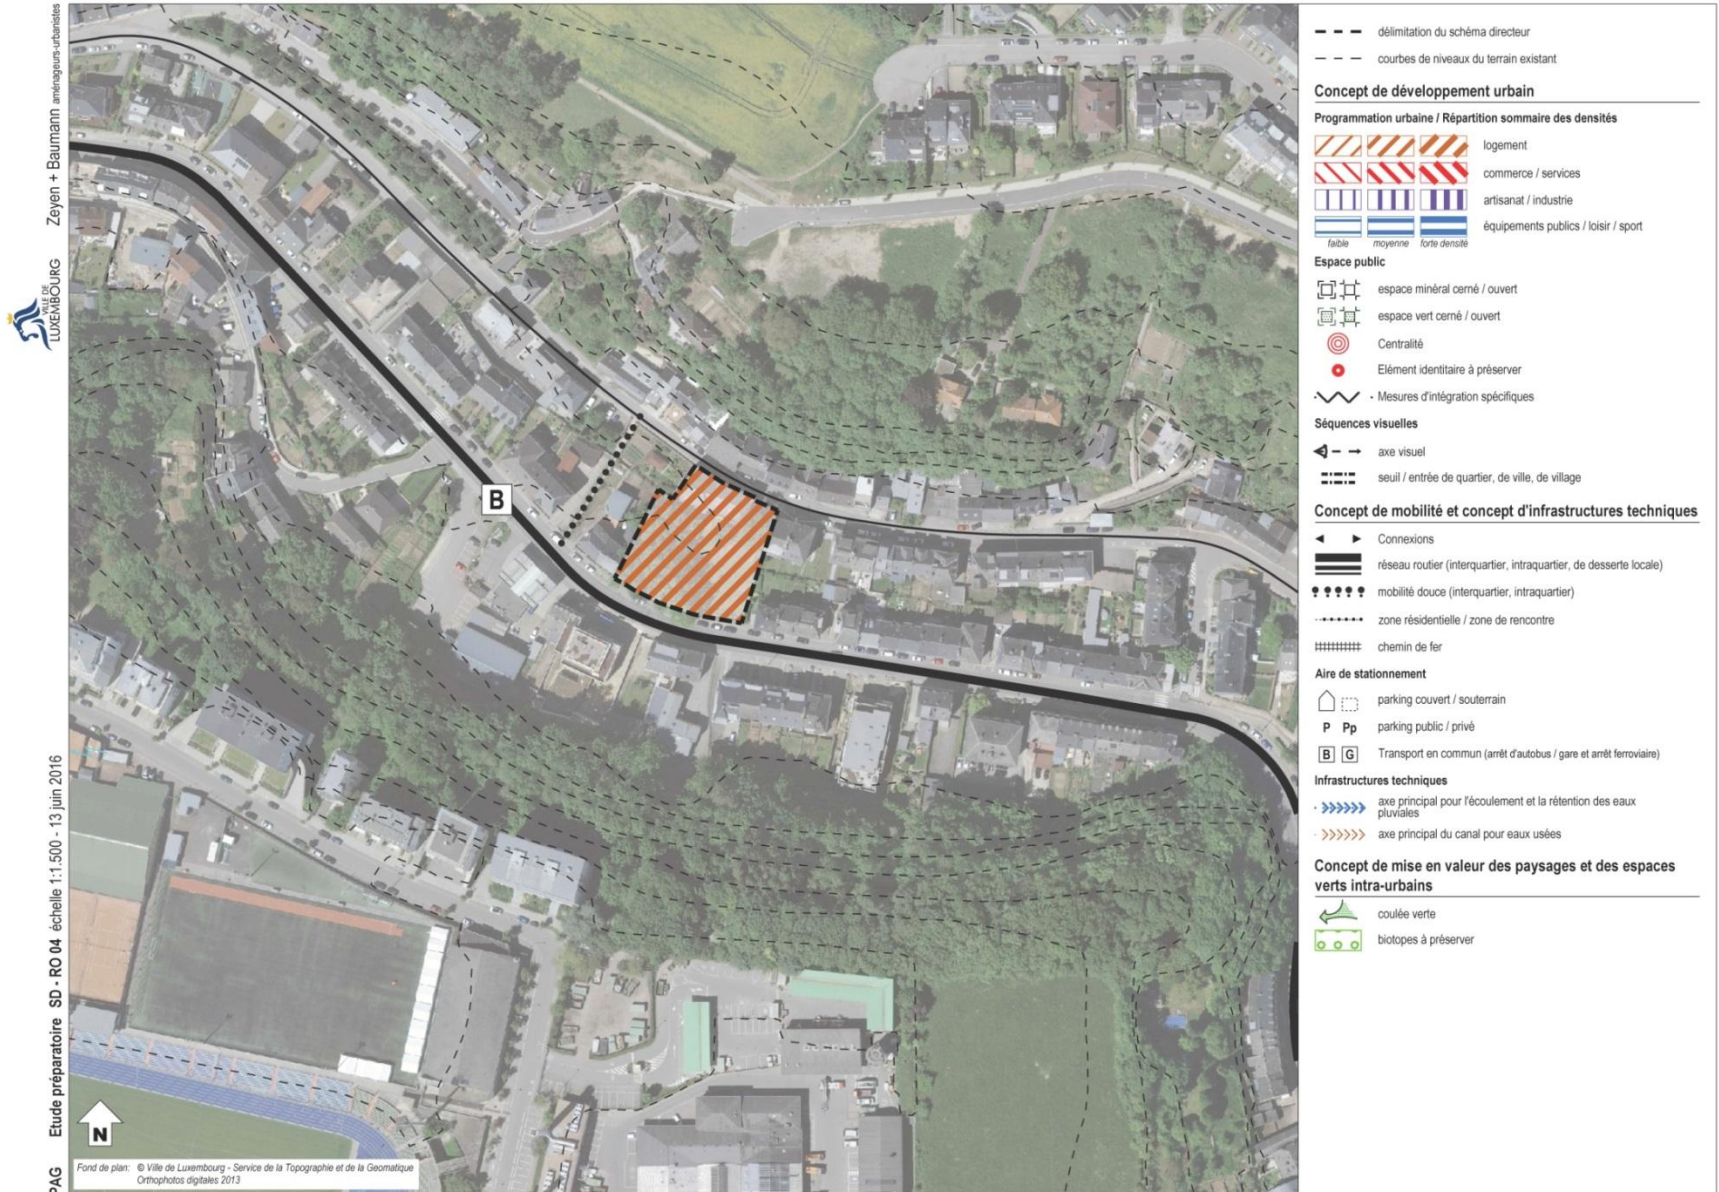 PAG Etude préparatoire SD - RO 04 échelle 1:1.500 - 13 juin 2016
VILLE DE
LUXEMBOURG
Zeyen + Baumann aménageurs-urbanistes
B
N
Fond de plan: © Ville de Luxembourg - Service de la Topographie et de la Geomatique
Orthophotos digitales 2013
délimitation du schéma directeur
courbes de niveaux du terrain existant
Concept de développement urbain
Programmation urbaine / Répartition sommaire des densités
logement
commerce / services
artisanat / industrie
équipements publics / loisir / sport
faible moyenne forte densité
Espace public
espace minéral cerné / ouvert
espace vert cerné / ouvert
Centralité
Elément identitaire à préserver
Mesures d'intégration spécifiques
Séquences visuelles
axe visuel
seuil / entrée de quartier, de ville, de village
Concept de mobilité et concept d'infrastructures techniques
Connexions
réseau routier (interquartier, intraquartier, de desserte locale)
mobilité douce (interquartier, intraquartier)
zone résidentielle / zone de rencontre
chemin de fer
Aire de stationnement
parking couvert / souterrain
P Pp parking public / privé
B G Transport en commun (arrêt d'autobus / gare et arrêt ferroviaire)
Infrastructures techniques
axe principal pour l'écoulement et la rétention des eaux
pluviales
axe principal du canal pour eaux usées
Concept de mise en valeur des paysages et des espaces
verts intra-urbains
coulée verte
biotopes à préserver